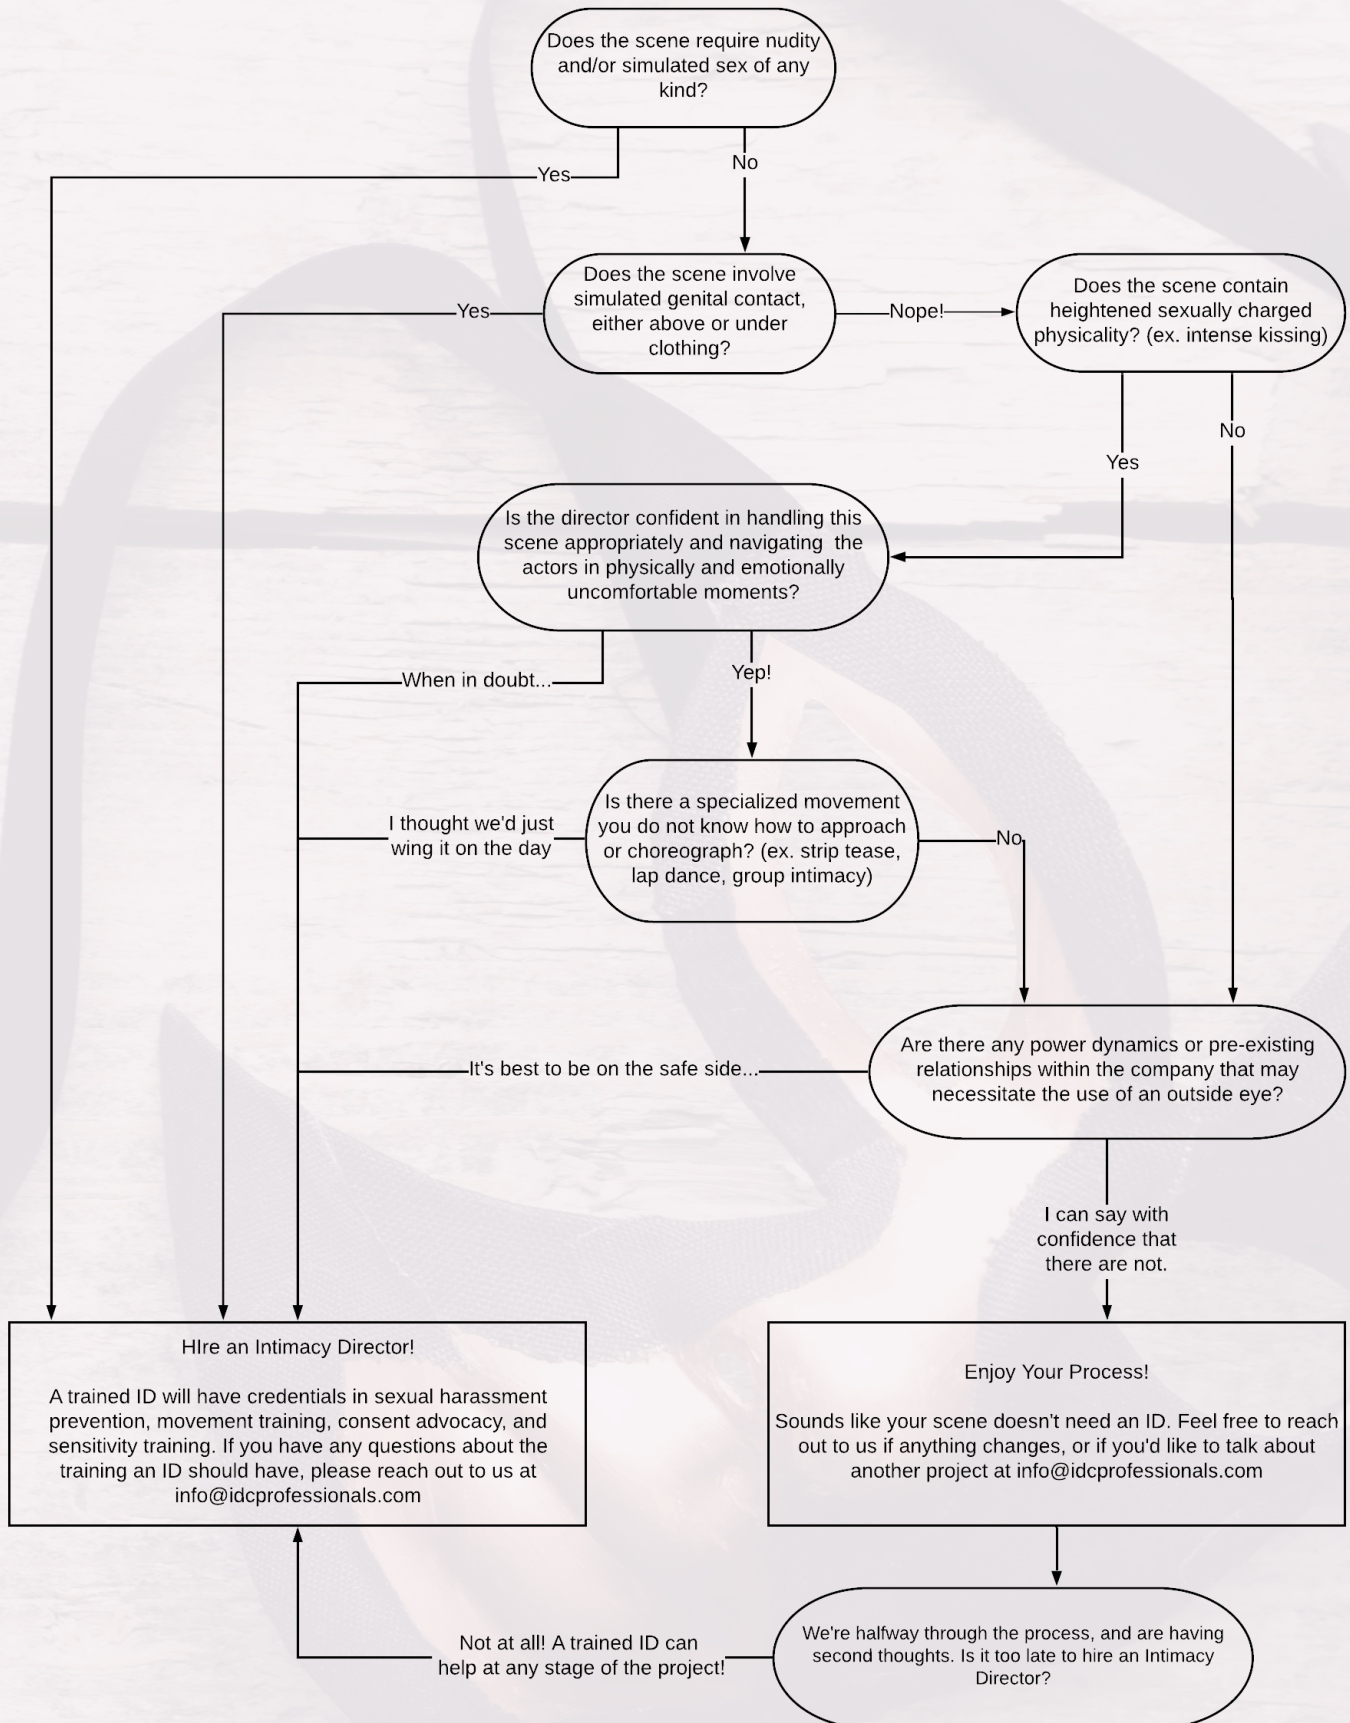 Does the scene require nudity
and/or simulated sex of any
kind?
Yes
No
Does the scene involve
simulated genital contact,
either above or under
clothing?
Yes
Nope!
Does the scene contain
heightened sexually charged
physicality? (ex. intense kissing)
Yes
No
Is the director confident in handling this
scene appropriately and navigating the
actors in physically and emotionally
uncomfortable moments?
When in doubt...
Yep!
Is there a specialized movement
you do not know how to approach
or choreograph? (ex. strip tease,
lap dance, group intimacy)
I thought we'd just
wing it on the day
No
Are there any power dynamics or pre-existing
relationships within the company that may
necessitate the use of an outside eye?
It's best to be on the safe side...
I can say with
confidence that
there are not.
HIre an Intimacy Director!
A trained ID will have credentials in sexual harassment
prevention, movement training, consent advocacy, and
sensitivity training. If you have any questions about the
training an ID should have, please reach out to us at
info@idcprofessionals.com
Enjoy Your Process!
Sounds like your scene doesn't need an ID. Feel free to reach
out to us if anything changes, or if you'd like to talk about
another project at info@idcprofessionals.com
We're halfway through the process, and are having
second thoughts. Is it too late to hire an Intimacy
Director?
Not at all! A trained ID can
help at any stage of the project!